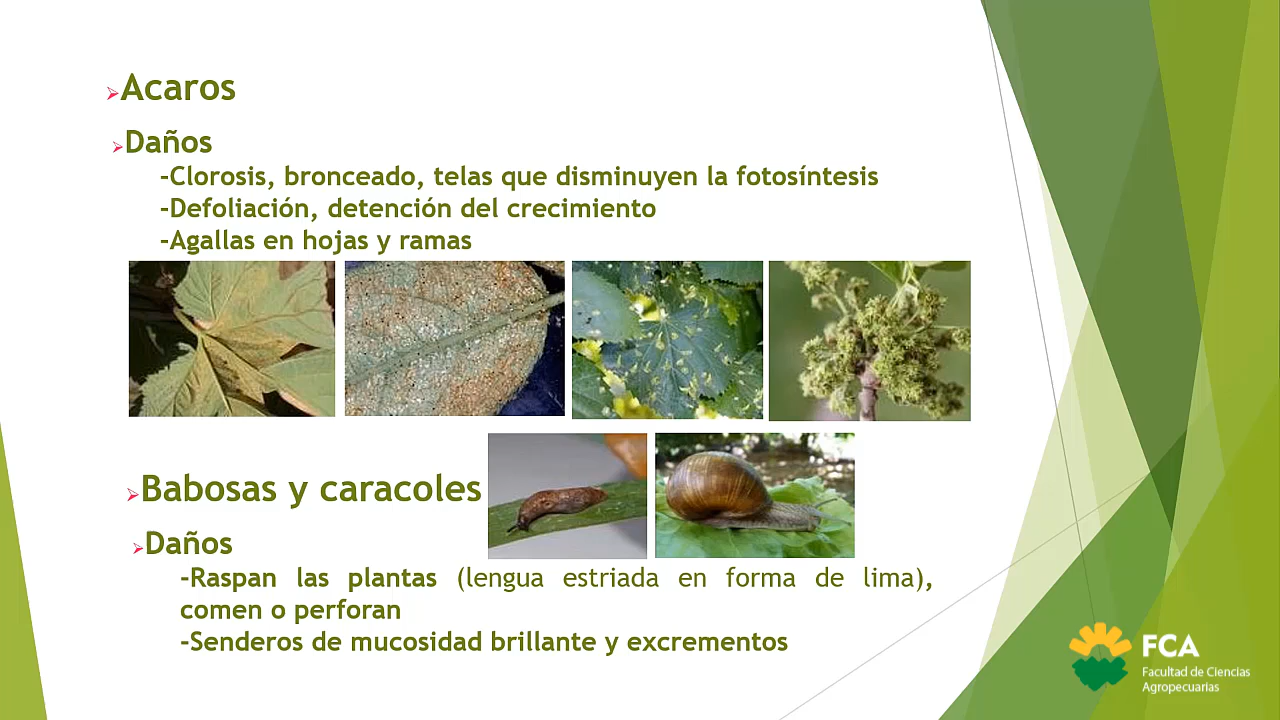 Acaros
Daños
-Clorosis, bronceado, telas que disminuyen la fotosíntesis
-Defoliación, detención del crecimiento
-Agallas en hojas y ramas
Babosas y caracoles
Daños
-Raspan las plantas (lengua estriada en forma de lima),
comen o perforan
-Senderos de mucosidad brillante y excrementos
FCA
Facultad de Ciencias
Agropecuarias